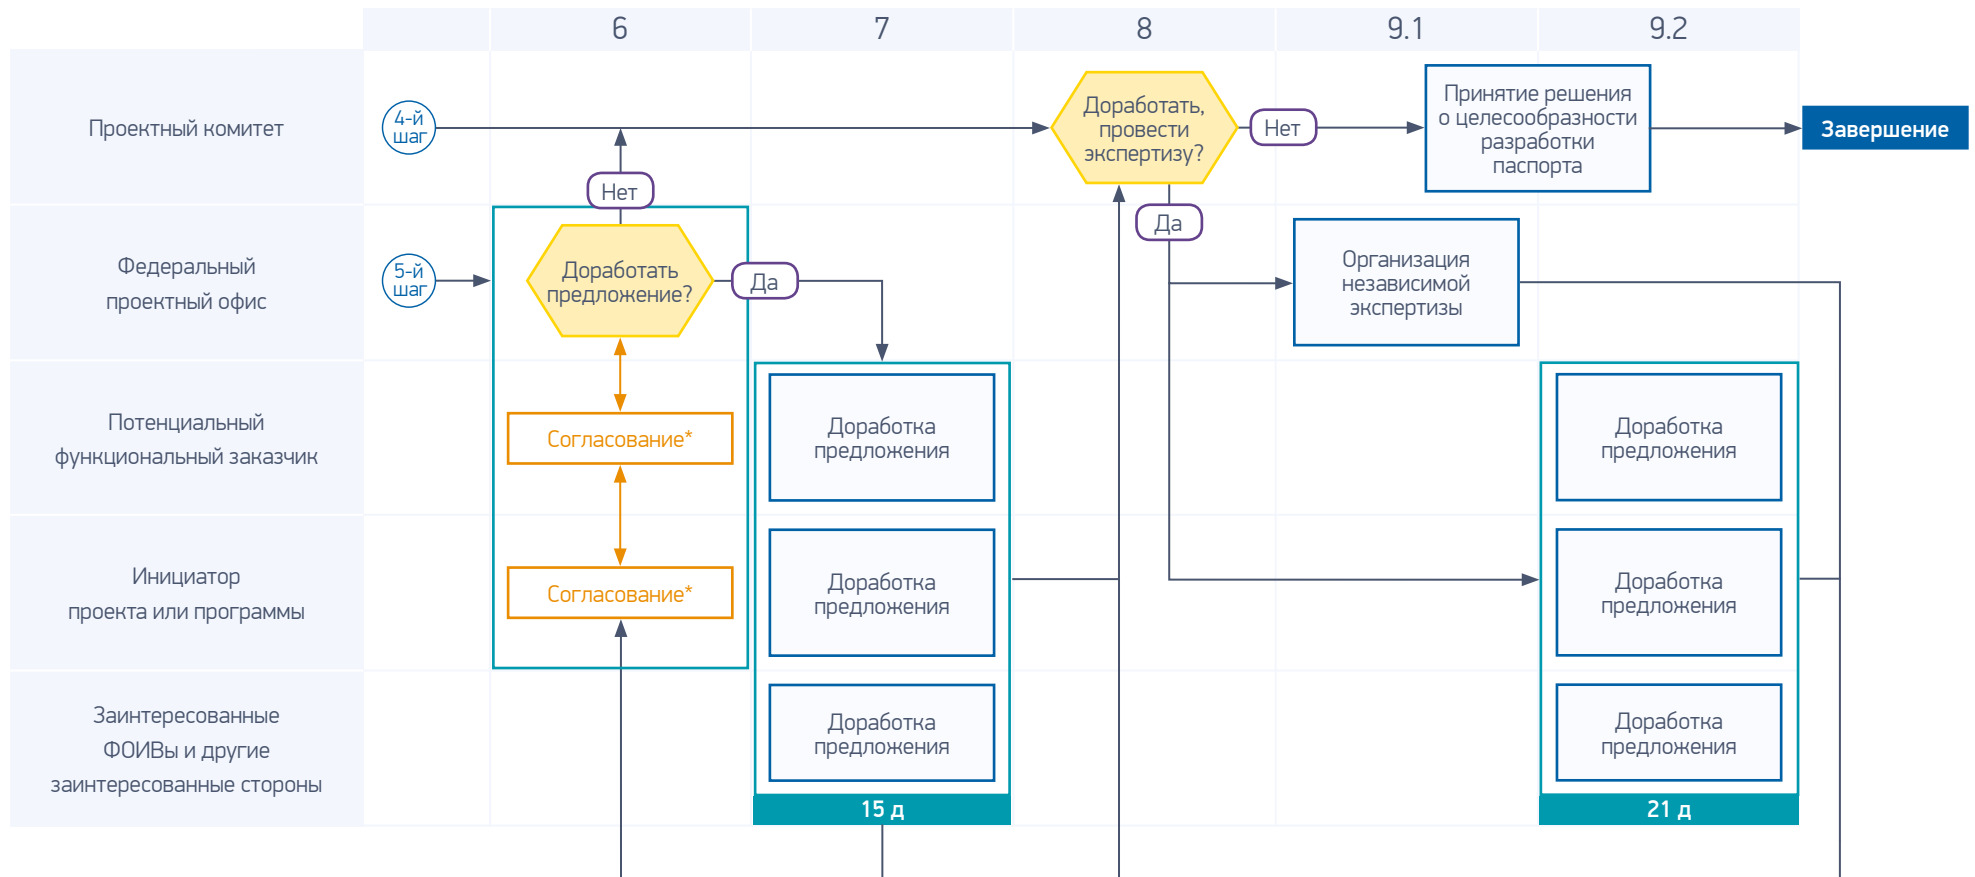 6
7
8
9.1
9.2
Проектный комитет
4-й
шаг
Нет
Доработать,
провести
экспертизу?
Нет
Принятие решения
о целесообразности
разработки
паспорта
Завершение
Федеральный
проектный офис
5-й
шаг
Доработать
предложение?
Да
Да
Организация
независимой
экспертизы
Потенциальный
функциональный заказчик
Согласование*
Доработка
предложения
Доработка
предложения
Инициатор
проекта или программы
Согласование*
Доработка
предложения
Доработка
предложения
Заинтересованные
ФОИВы и другие
заинтересованные стороны
Доработка
предложения
Доработка
предложения
15 д
21 д